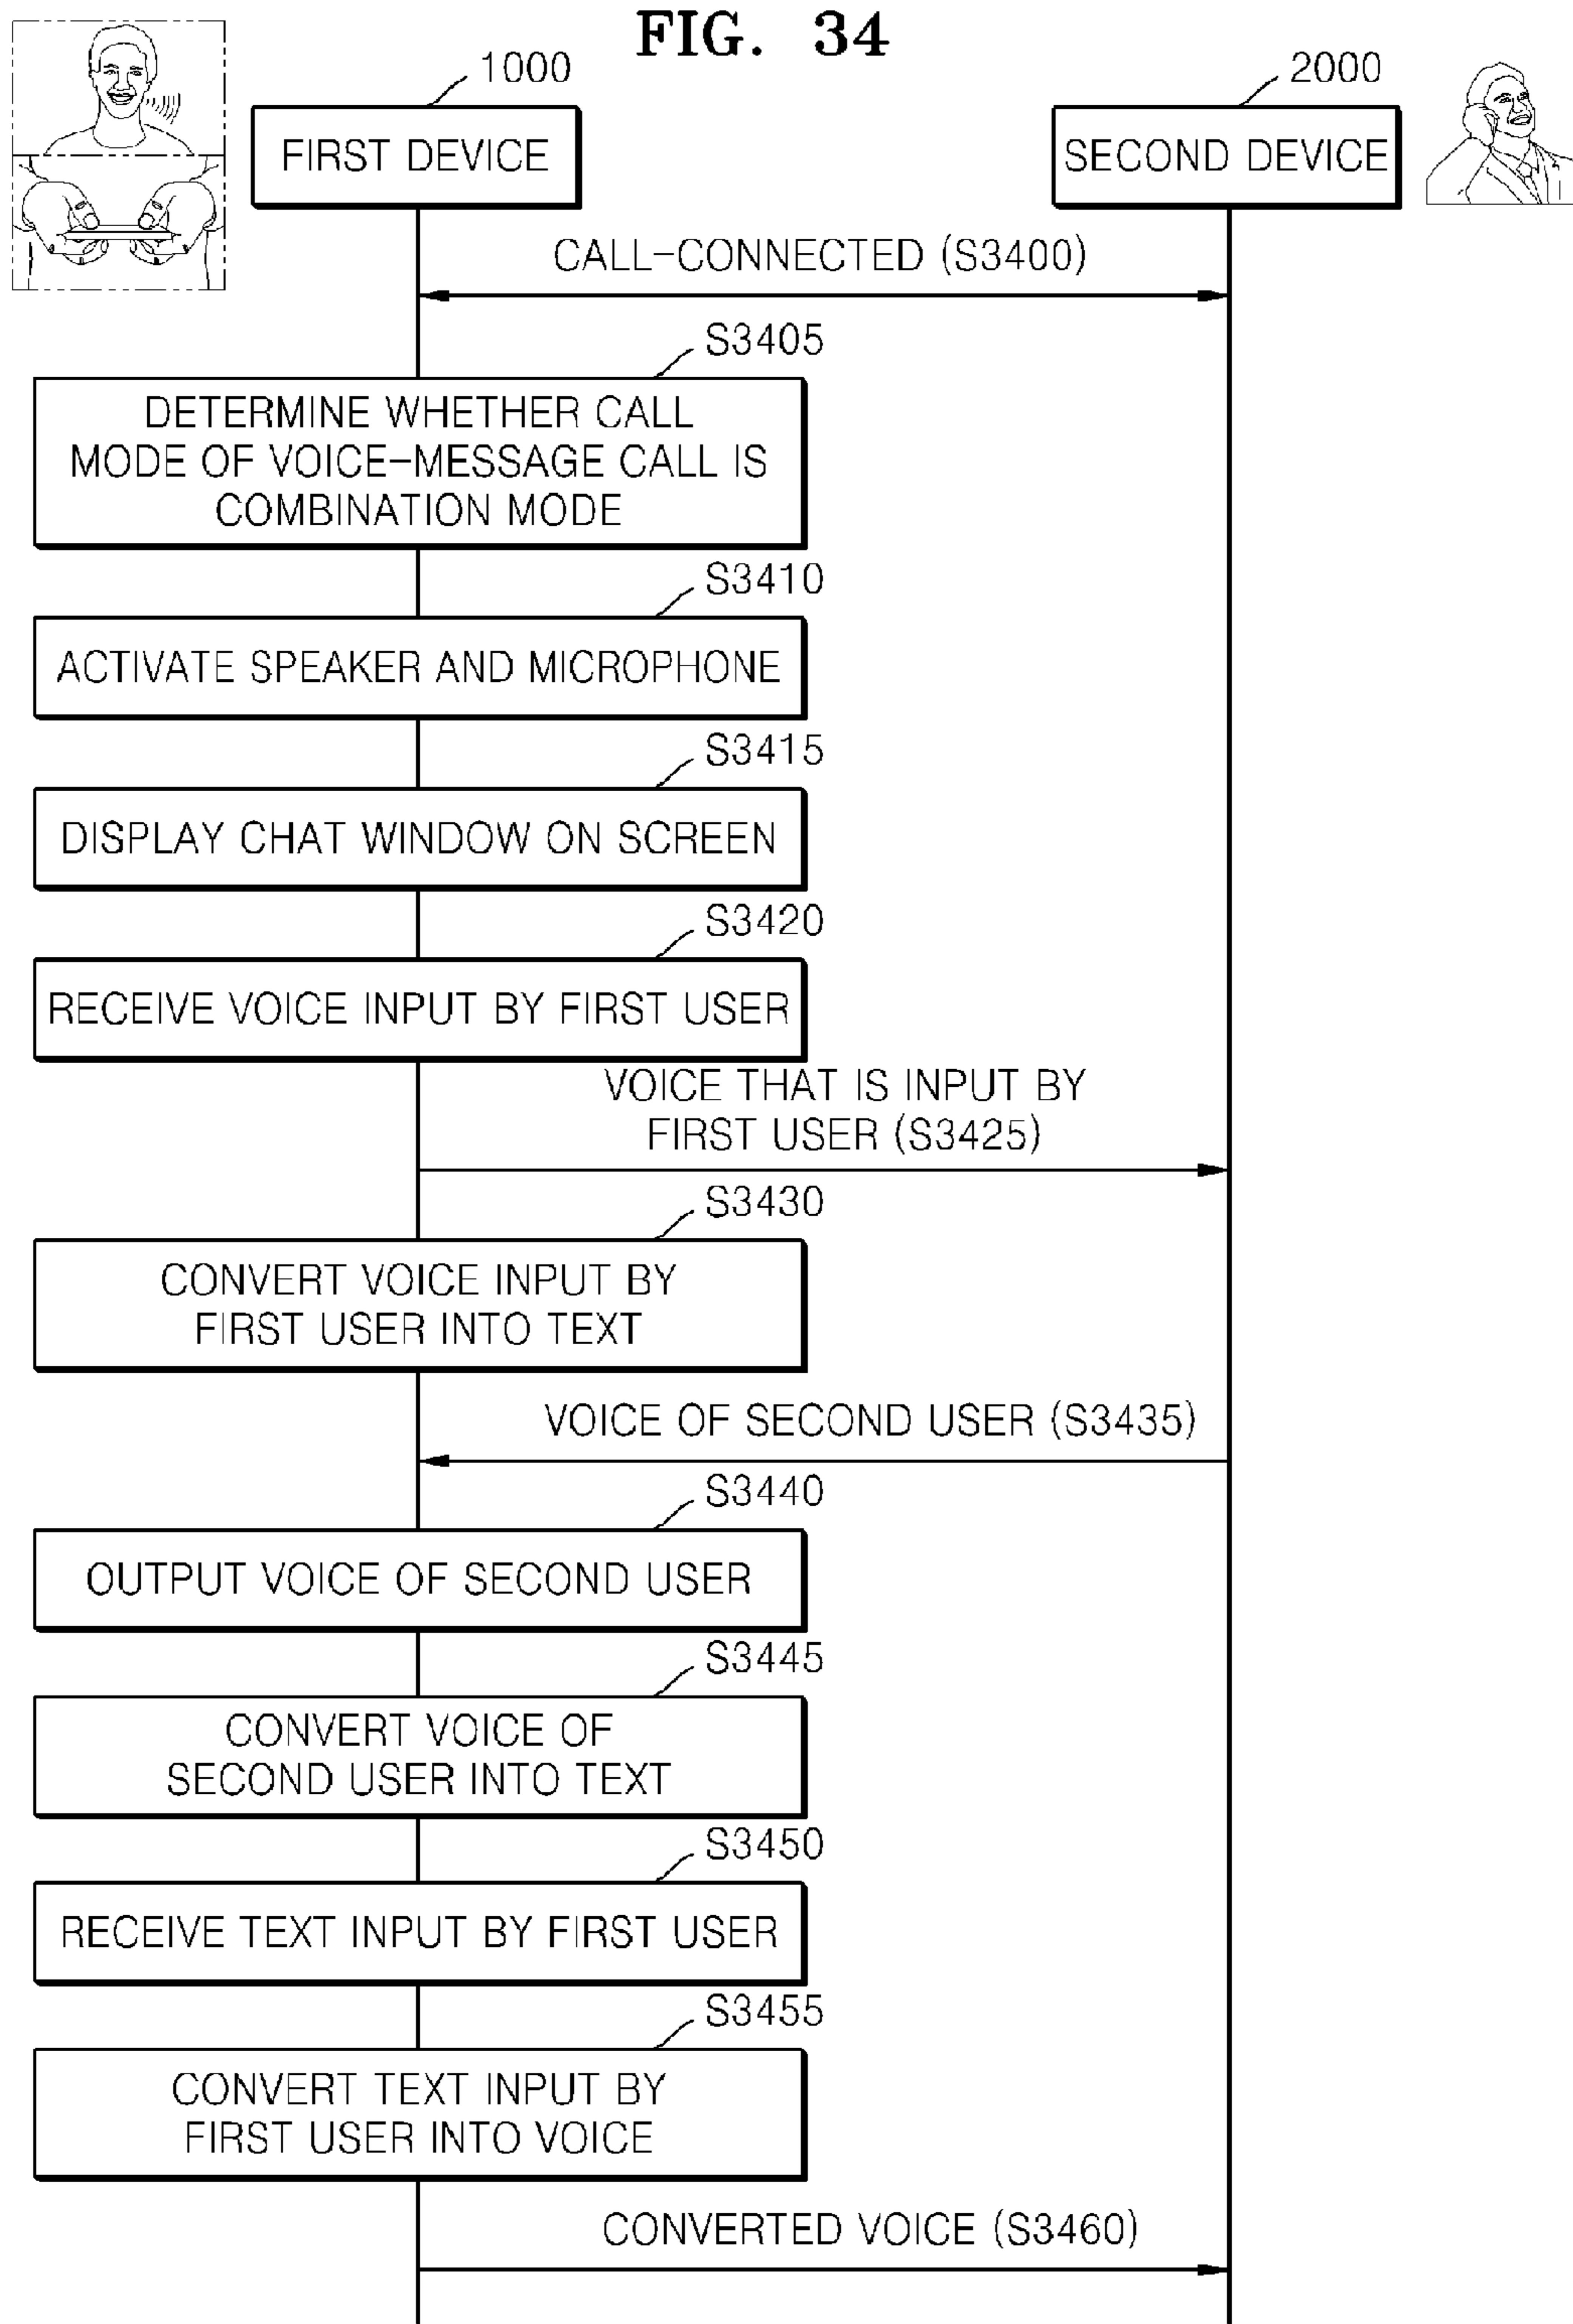 FIG. 34
1000
2000
FIRST DEVICE
SECOND DEVICE
CALL-CONNECTED (S3400)
S3405
DETERMINE WHETHER CALL
MODE OF VOICE-MESSAGE CALL IS
COMBINATION MODE
S3410
ACTIVATE SPEAKER AND MICROPHONE
S3415
DISPLAY CHAT WINDOW ON SCREEN
S3420
RECEIVE VOICE INPUT BY FIRST USER
VOICE THAT IS INPUT BY
FIRST USER (S3425)
S3430
CONVERT VOICE INPUT BY
FIRST USER INTO TEXT
VOICE OF SECOND USER (S3435)
S3440
OUTPUT VOICE OF SECOND USER
S3445
CONVERT VOICE OF
SECOND USER INTO TEXT
S3450
RECEIVE TEXT INPUT BY FIRST USER
S3455
CONVERT TEXT INPUT BY
FIRST USER INTO VOICE
CONVERTED VOICE (S3460)